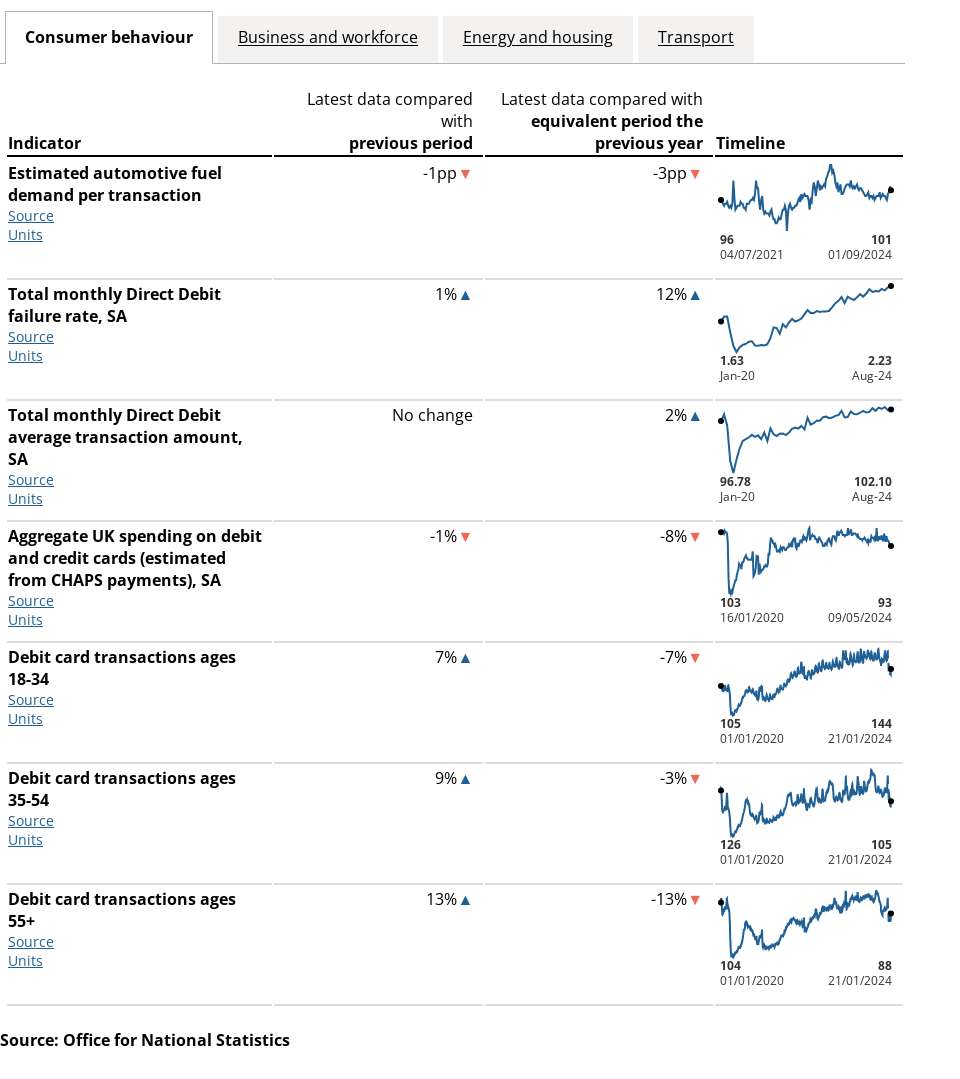 Consumer behaviour
Business and workforce
Energy and housing
Transport
Indicator
Latest data compared
with
previous period
Latest data compared with
equivalent period the
previous year
Timeline
Estimated automotive fuel
demand per transaction
Source
Units
-1pp ▼
-3pp ▼
96
101
04/07/2021
01/09/2024
Total monthly Direct Debit
failure rate, SA
Source
Units
1% ▲
12% ▲
1.63
2.23
Jan-20
Aug-24
Total monthly Direct Debit
average transaction amount,
SA
Source
Units
No change
2% ▲
96.78
102.10
Jan-20
Aug-24
Aggregate UK spending on debit
and credit cards (estimated
from CHAPS payments), SA
Source
Units
-1% ▼
-8% ▼
103
93
16/01/2020
09/05/2024
Debit card transactions ages
18-34
Source
Units
7% ▲
-7% ▼
105
144
01/01/2020
21/01/2024
Debit card transactions ages
35-54
Source
Units
9% ▲
-3% ▼
126
105
01/01/2020
21/01/2024
Debit card transactions ages
55+
Source
Units
13% ▲
-13% ▼
104
88
01/01/2020
21/01/2024
Source: Office for National Statistics